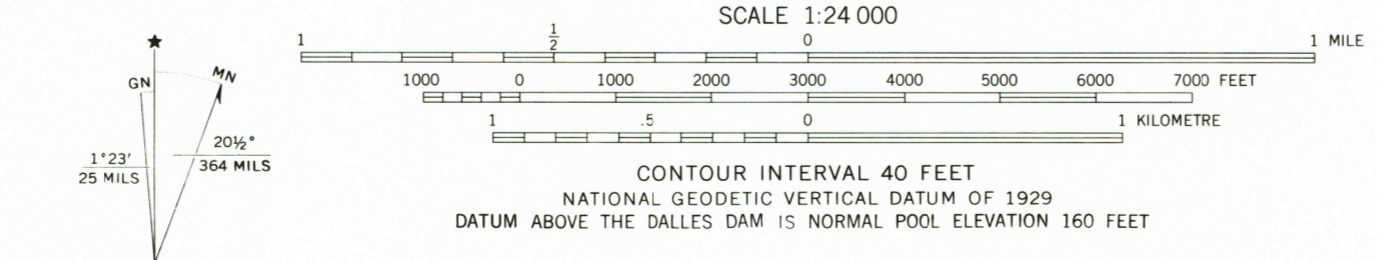 SCALE 1:24 000
1 ½ 0 1 MILE
1000 0 1000 2000 3000 4000 5000 6000 7000 FEET
1 .5 0 1 KILOMETRE
CONTOUR INTERVAL 40 FEET
NATIONAL GEODETIC VERTICAL DATUM OF 1929
DATUM ABOVE THE DALLES DAM IS NORMAL POOL ELEVATION 160 FEET
★
GN
MN
1°23′
25 MILS
20½°
364 MILS